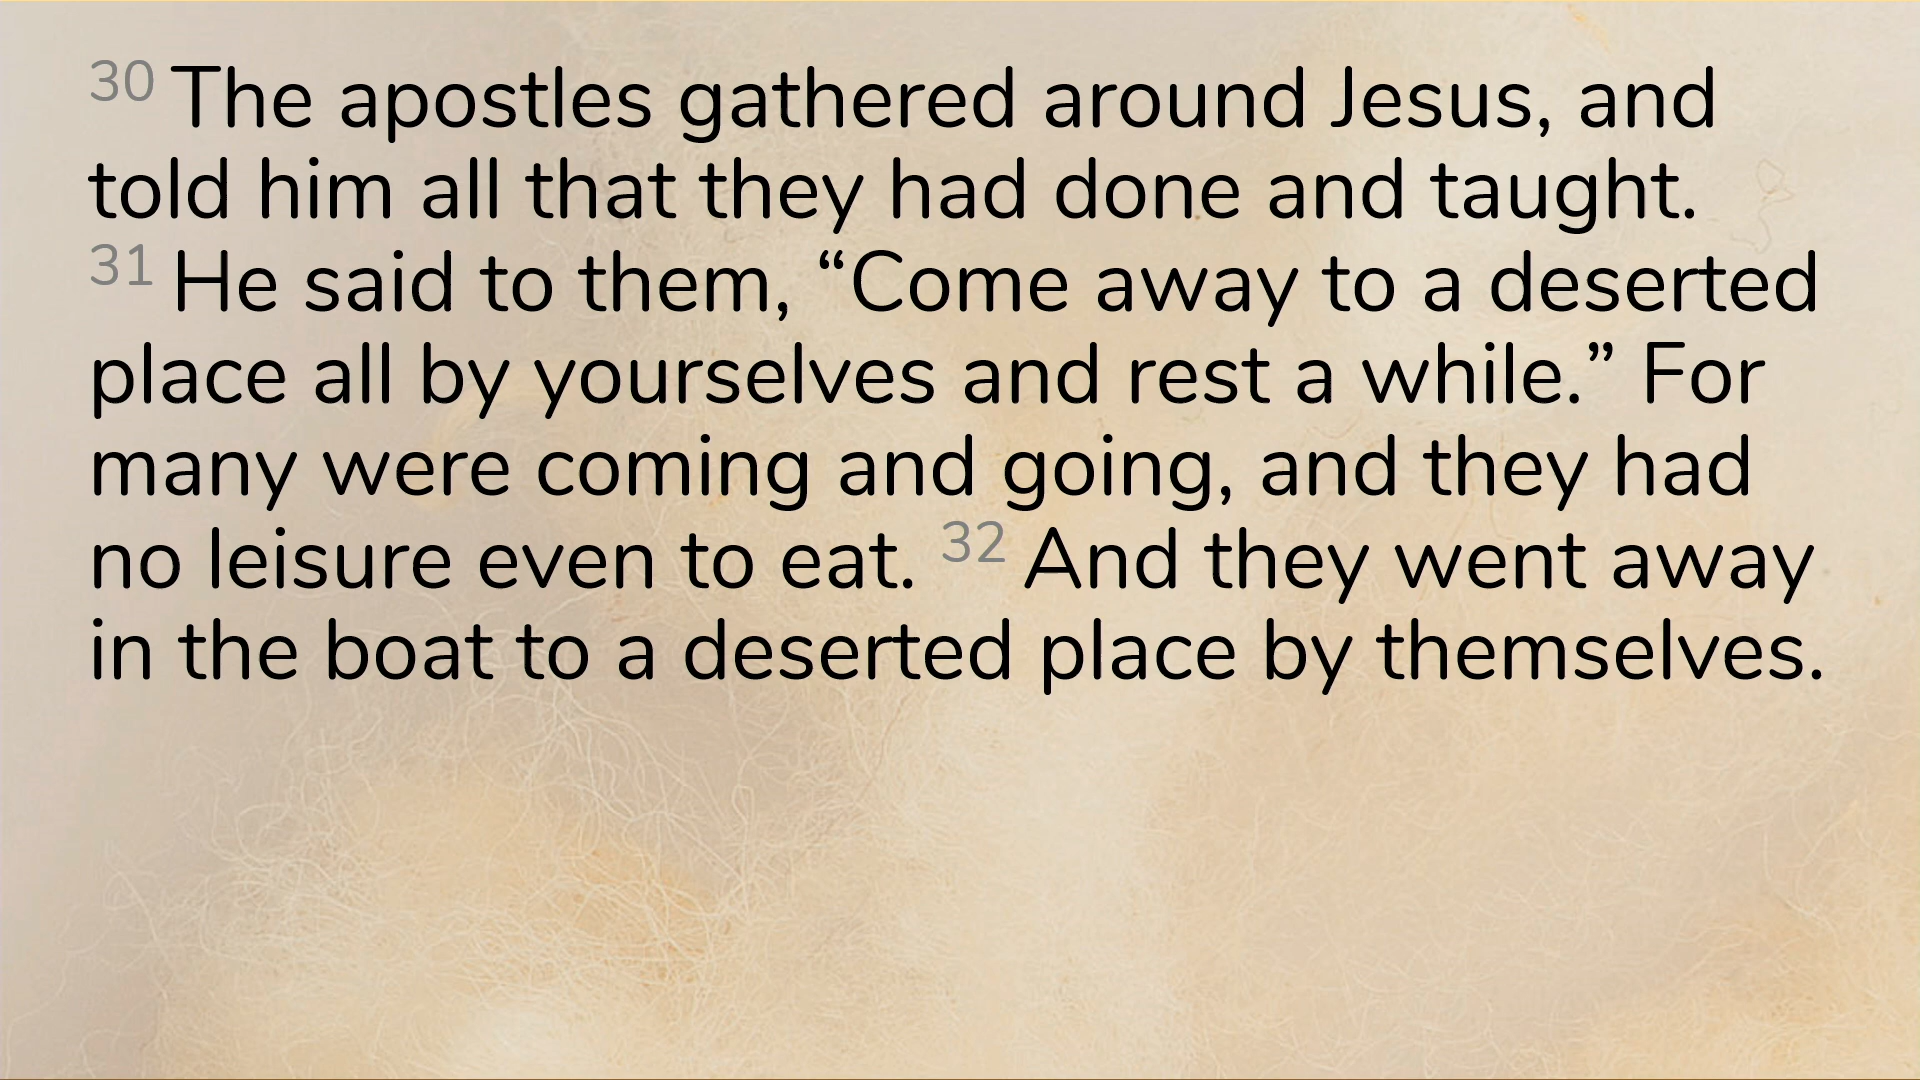 30 The apostles gathered around Jesus, and
told him all that they had done and taught.
31 He said to them, “Come away to a deserted
place all by yourselves and rest a while.” For
many were coming and going, and they had
no leisure even to eat. 32 And they went away
in the boat to a deserted place by themselves.